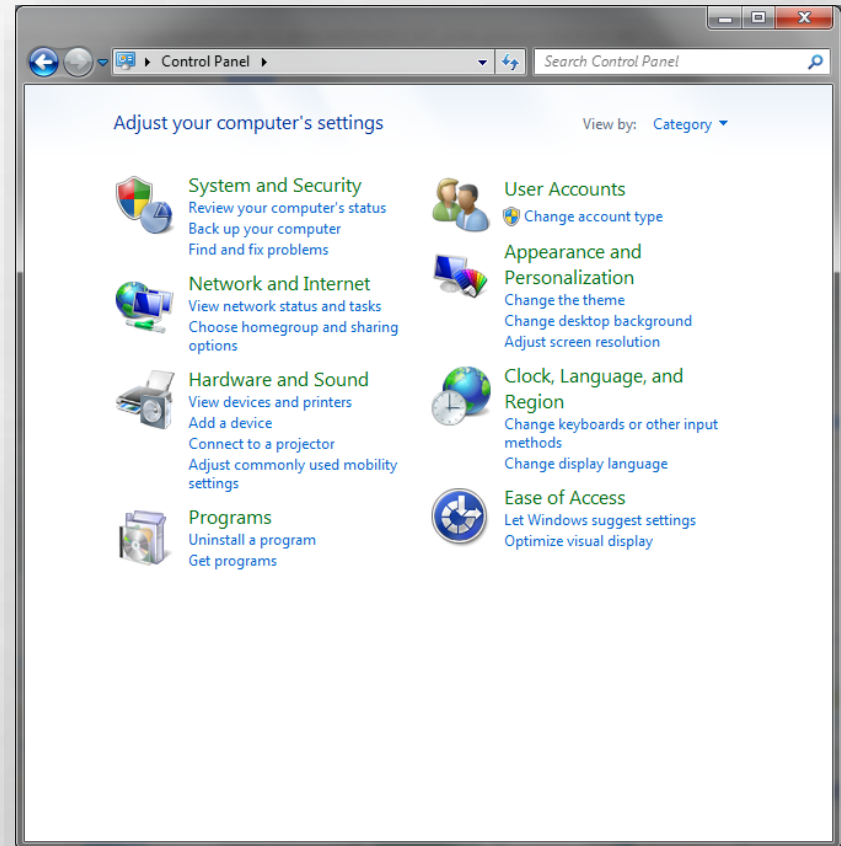 Control Panel
Search Control Panel
Adjust your computer's settings
View by: Category
System and Security
Review your computer's status
Back up your computer
Find and fix problems
Network and Internet
View network status and tasks
Choose homegroup and sharing
options
Hardware and Sound
View devices and printers
Add a device
Connect to a projector
Adjust commonly used mobility
settings
Programs
Uninstall a program
Get programs
User Accounts
Change account type
Appearance and
Personalization
Change the theme
Change desktop background
Adjust screen resolution
Clock, Language, and
Region
Change keyboards or other input
methods
Change display language
Ease of Access
Let Windows suggest settings
Optimize visual display